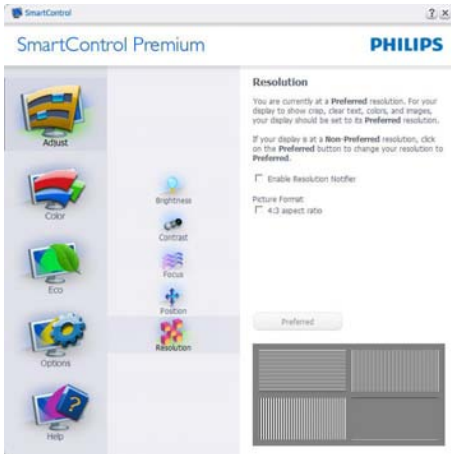 SmartControl
SmartControl Premium
PHILIPS
Adjust
Color
Eco
Options
Help
Brightness
Contrast
Focus
Position
Resolution
Resolution
You are currently at a Preferred resolution. For your
display to show crisp, clear text, colors, and images,
your display should be set to its Preferred resolution.
If your display is at a Non-Preferred resolution, click
on the Preferred button to change your resolution to
Preferred.
Enable Resolution Notifier
Picture Format:
4:3 aspect ratio
Preferred